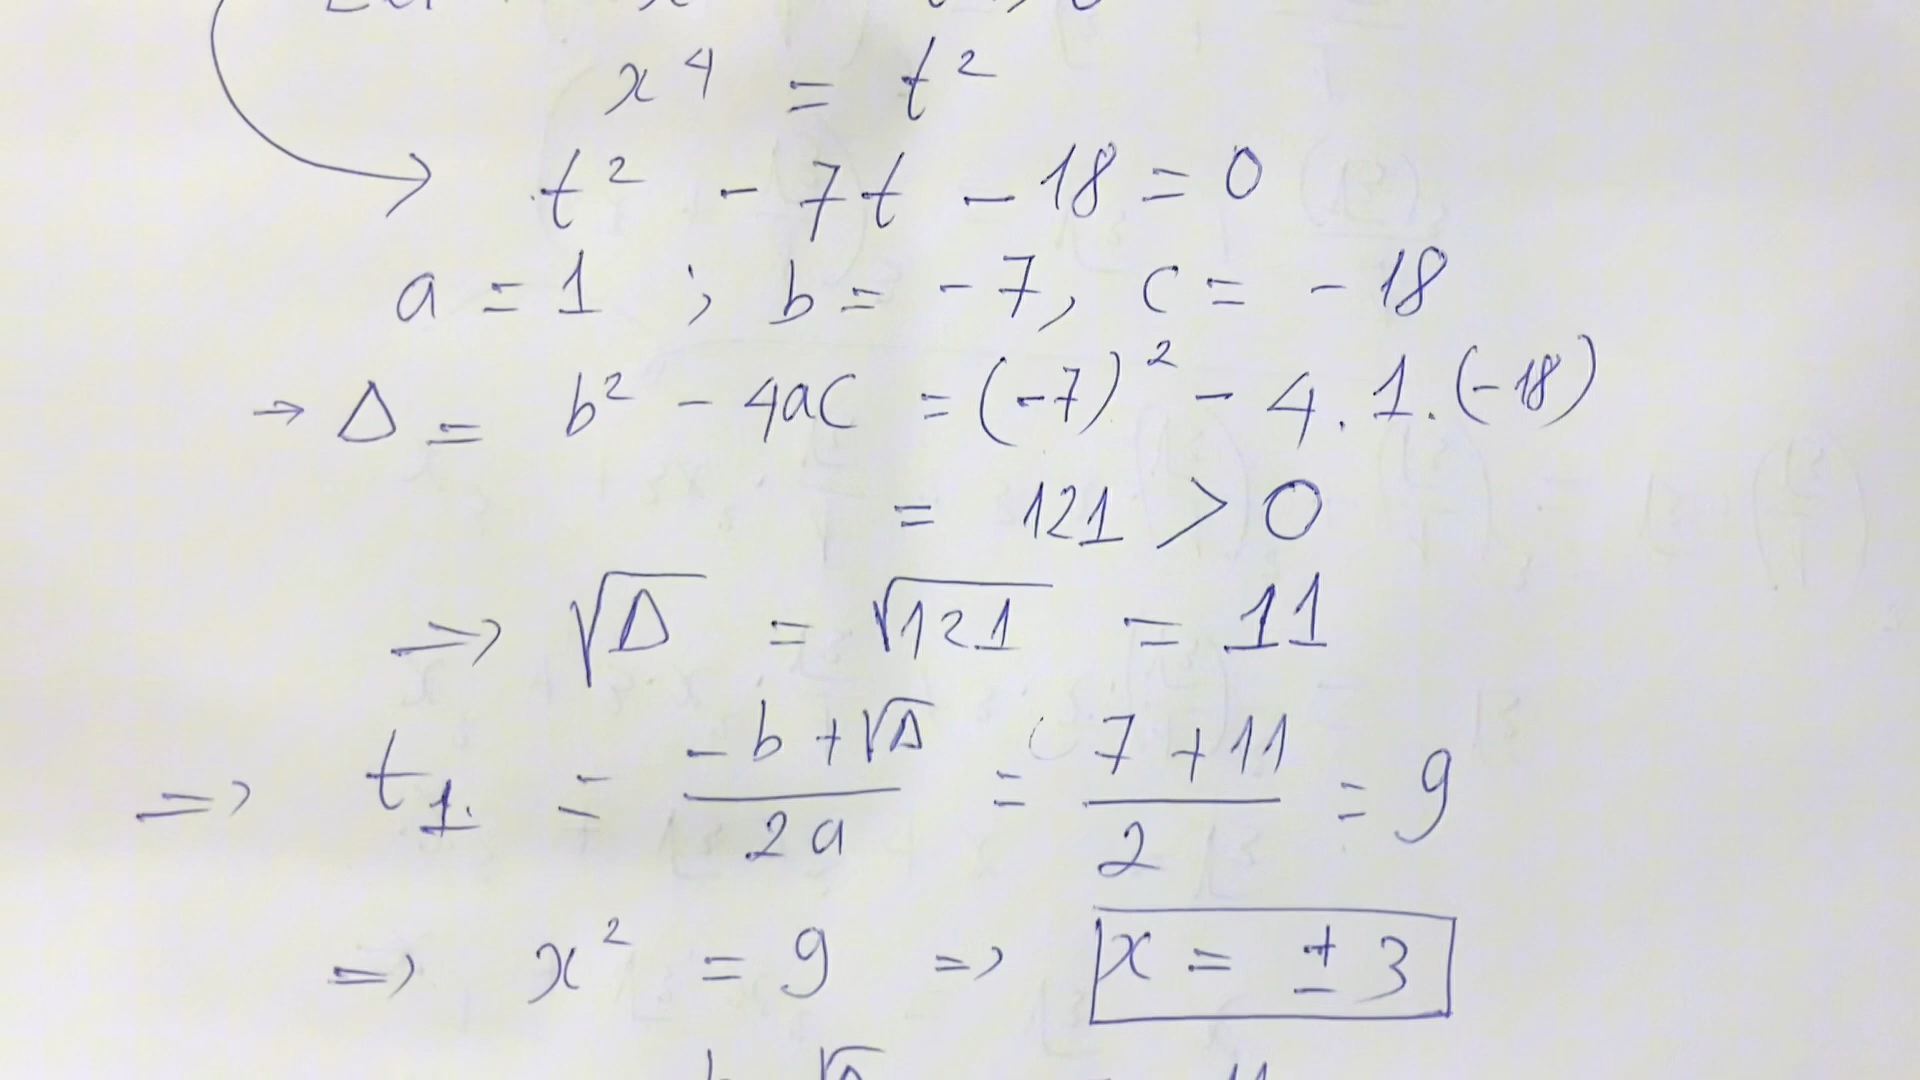 x⁴ = t²
t² - 7t - 18 = 0
a = 1 ; b = -7, c = -18
→ Δ = b² - 4ac = (-7)² - 4 . 1 . (-18)
= 121 > 0
=> √Δ = √121 = 11
=> t₁. = (-b + √Δ)/(2a) = (7 + 11)/2 = 9
=> x² = 9 => x = ± 3